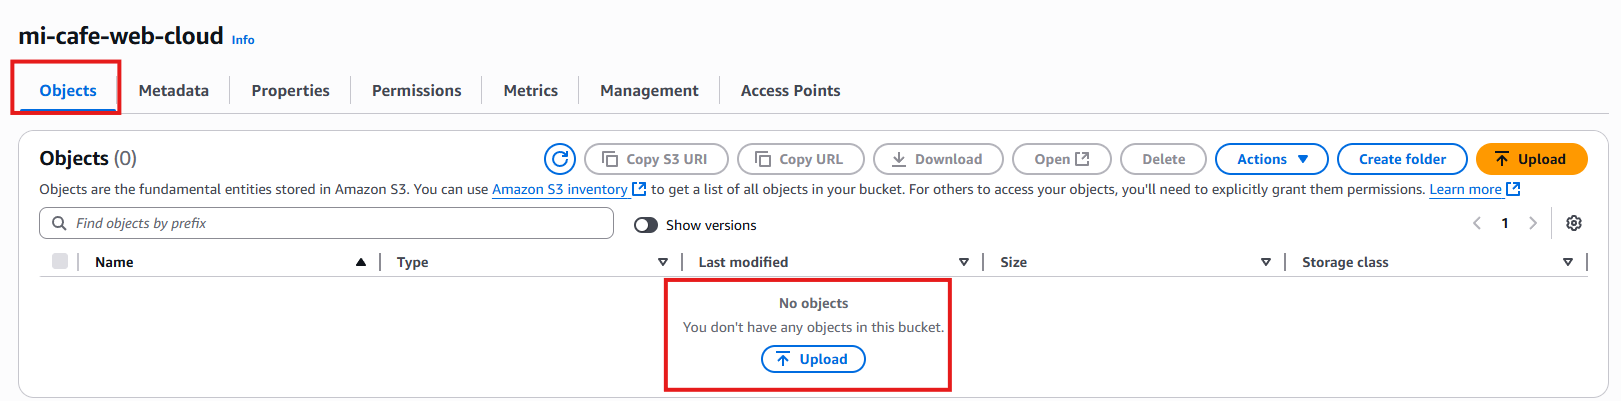 mi-cafe-web-cloud Info
Objects Metadata Properties Permissions Metrics Management Access Points
Objects (0) Copy S3 URI Copy URL Download Open Delete Actions Create folder Upload
Objects are the fundamental entities stored in Amazon S3. You can use Amazon S3 inventory to get a list of all objects in your bucket. For others to access your objects, you'll need to explicitly grant them permissions. Learn more
Find objects by prefix Show versions 1
Name Type Last modified Size Storage class
No objects
You don't have any objects in this bucket.
Upload